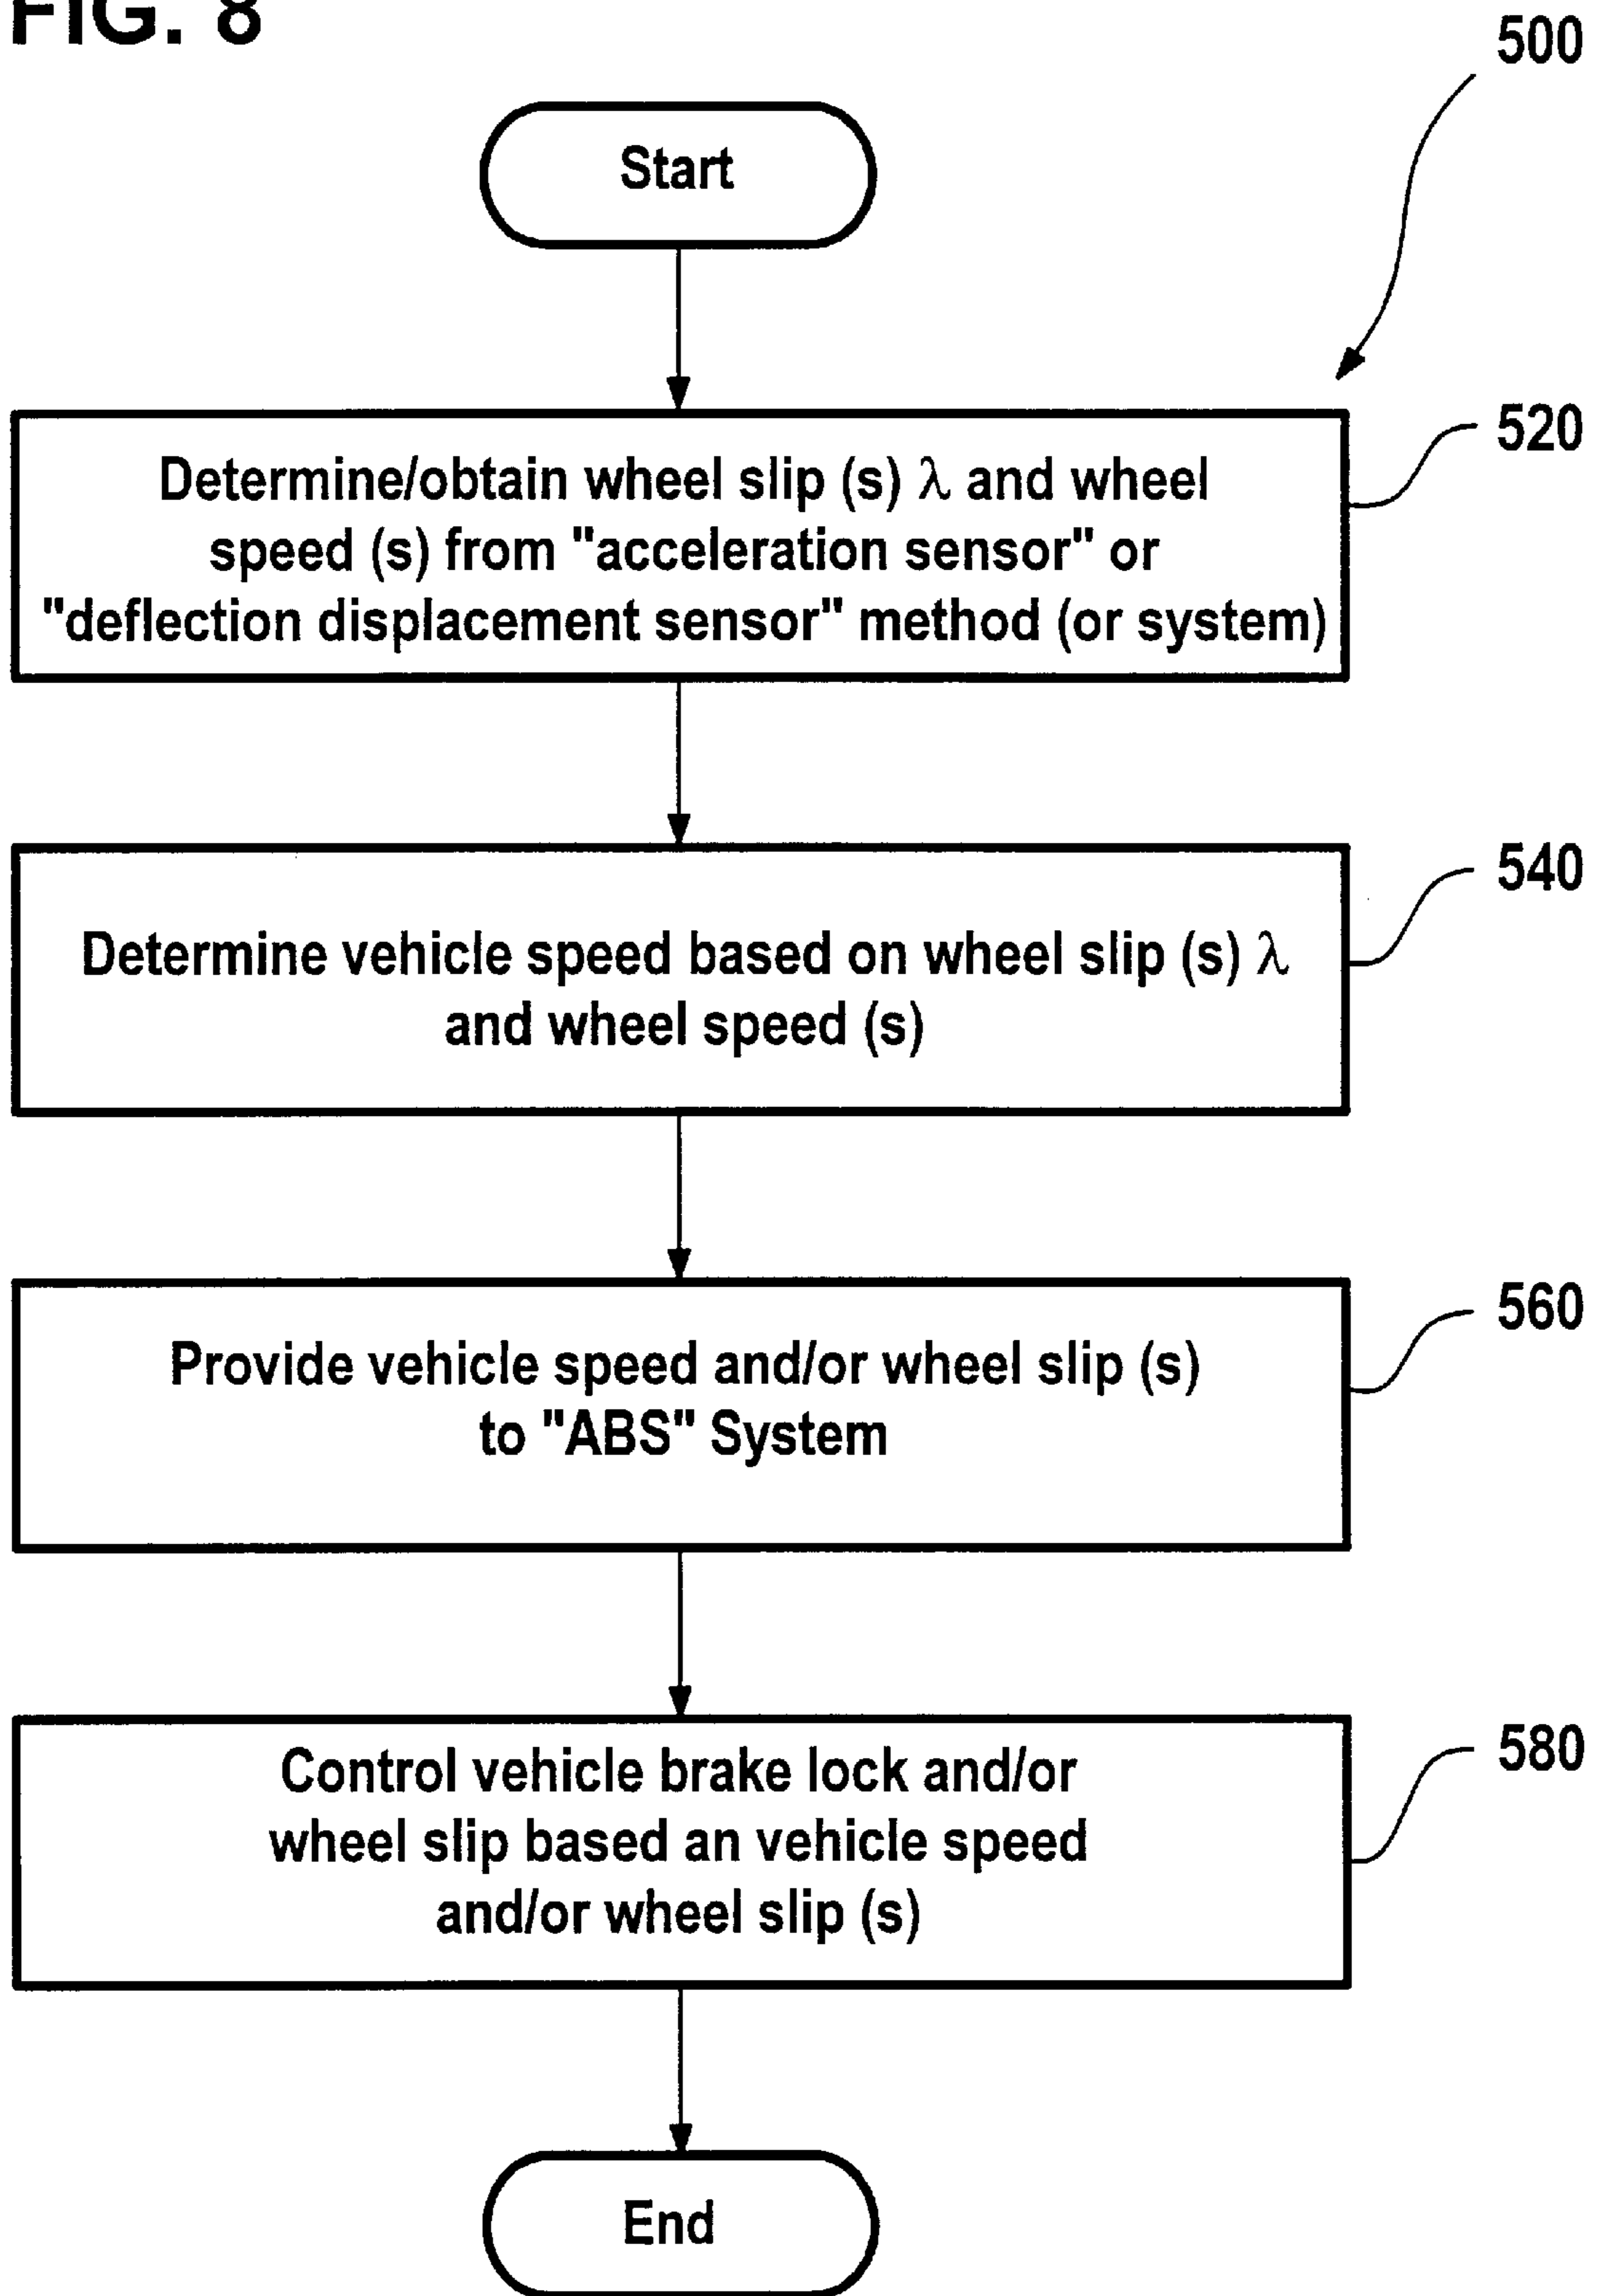 FIG. 8
500
Start
520
Determine/obtain wheel slip (s) λ and wheel
speed (s) from "acceleration sensor" or
"deflection displacement sensor" method (or system)
540
Determine vehicle speed based on wheel slip (s) λ
and wheel speed (s)
560
Provide vehicle speed and/or wheel slip (s)
to "ABS" System
580
Control vehicle brake lock and/or
wheel slip based an vehicle speed
and/or wheel slip (s)
End